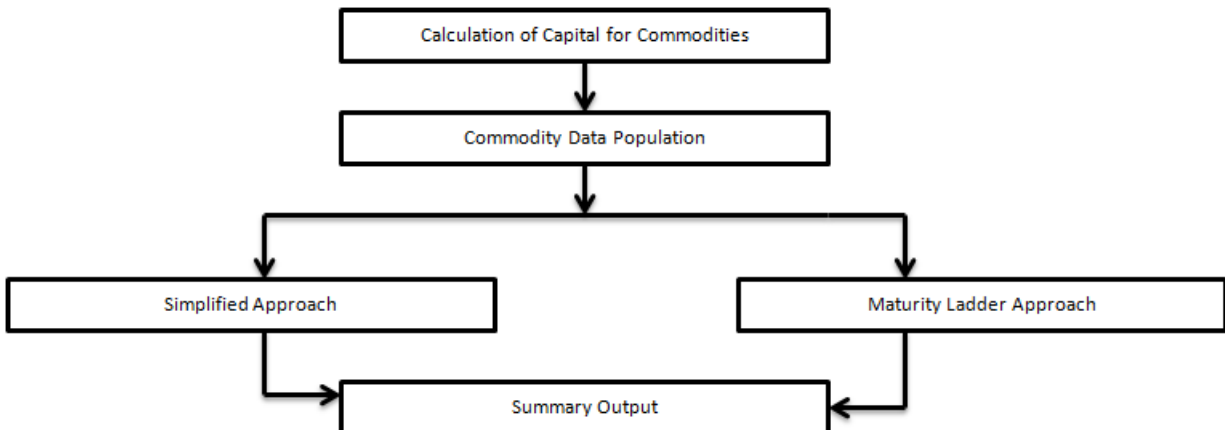 Calculation of Capital for Commodities
Commodity Data Population
Simplified Approach
Maturity Ladder Approach
Summary Output